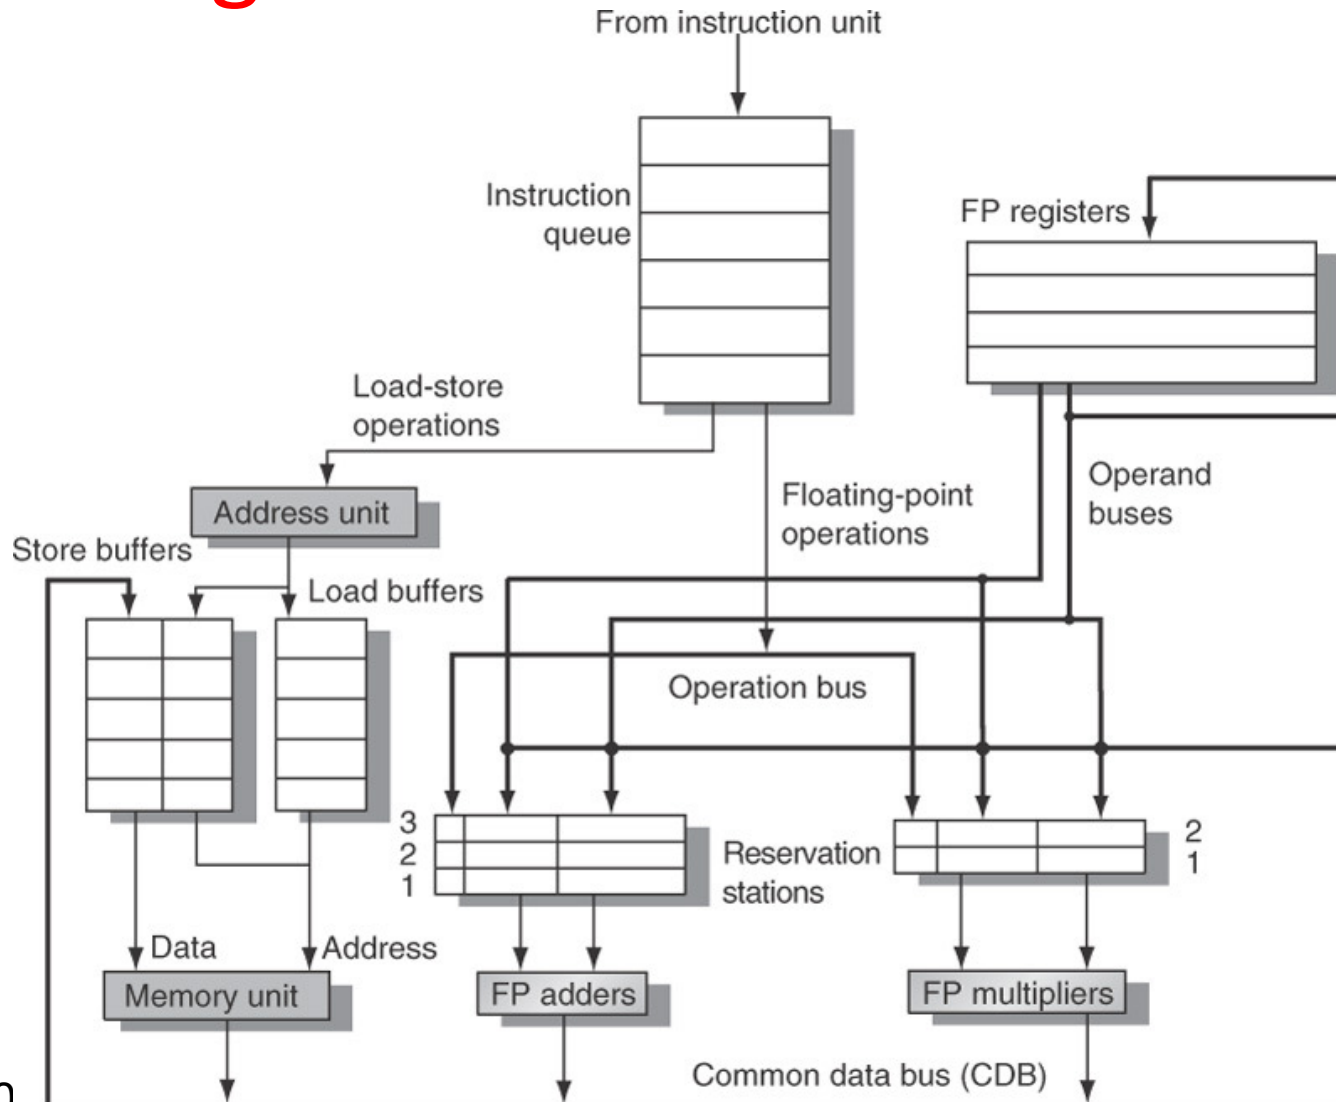 g
From instruction unit
Instruction
queue
FP registers
Load-store
operations
Address unit
Floating-point
operations
Operand
buses
Store buffers
Load buffers
Operation bus
3
2
1
Reservation
stations
2
1
Data
Address
Memory unit
FP adders
FP multipliers
Common data bus (CDB)